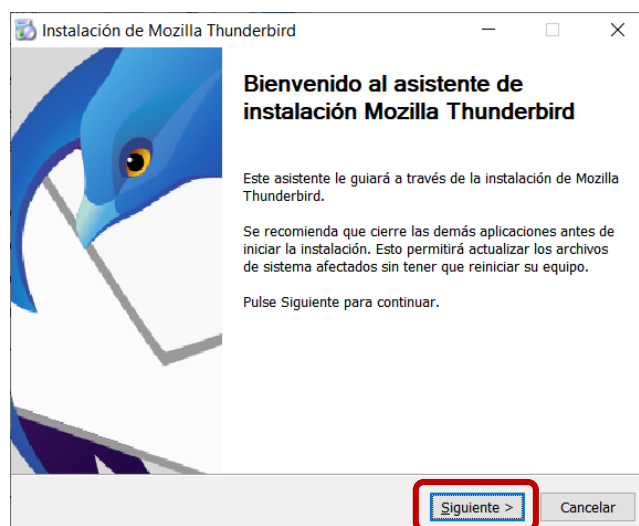 Instalación de Mozilla Thunderbird
Bienvenido al asistente de
instalación Mozilla Thunderbird
Este asistente le guiará a través de la instalación de Mozilla
Thunderbird.
Se recomienda que cierre las demás aplicaciones antes de
iniciar la instalación. Esto permitirá actualizar los archivos
de sistema afectados sin tener que reiniciar su equipo.
Pulse Siguiente para continuar.
Siguiente > Cancelar